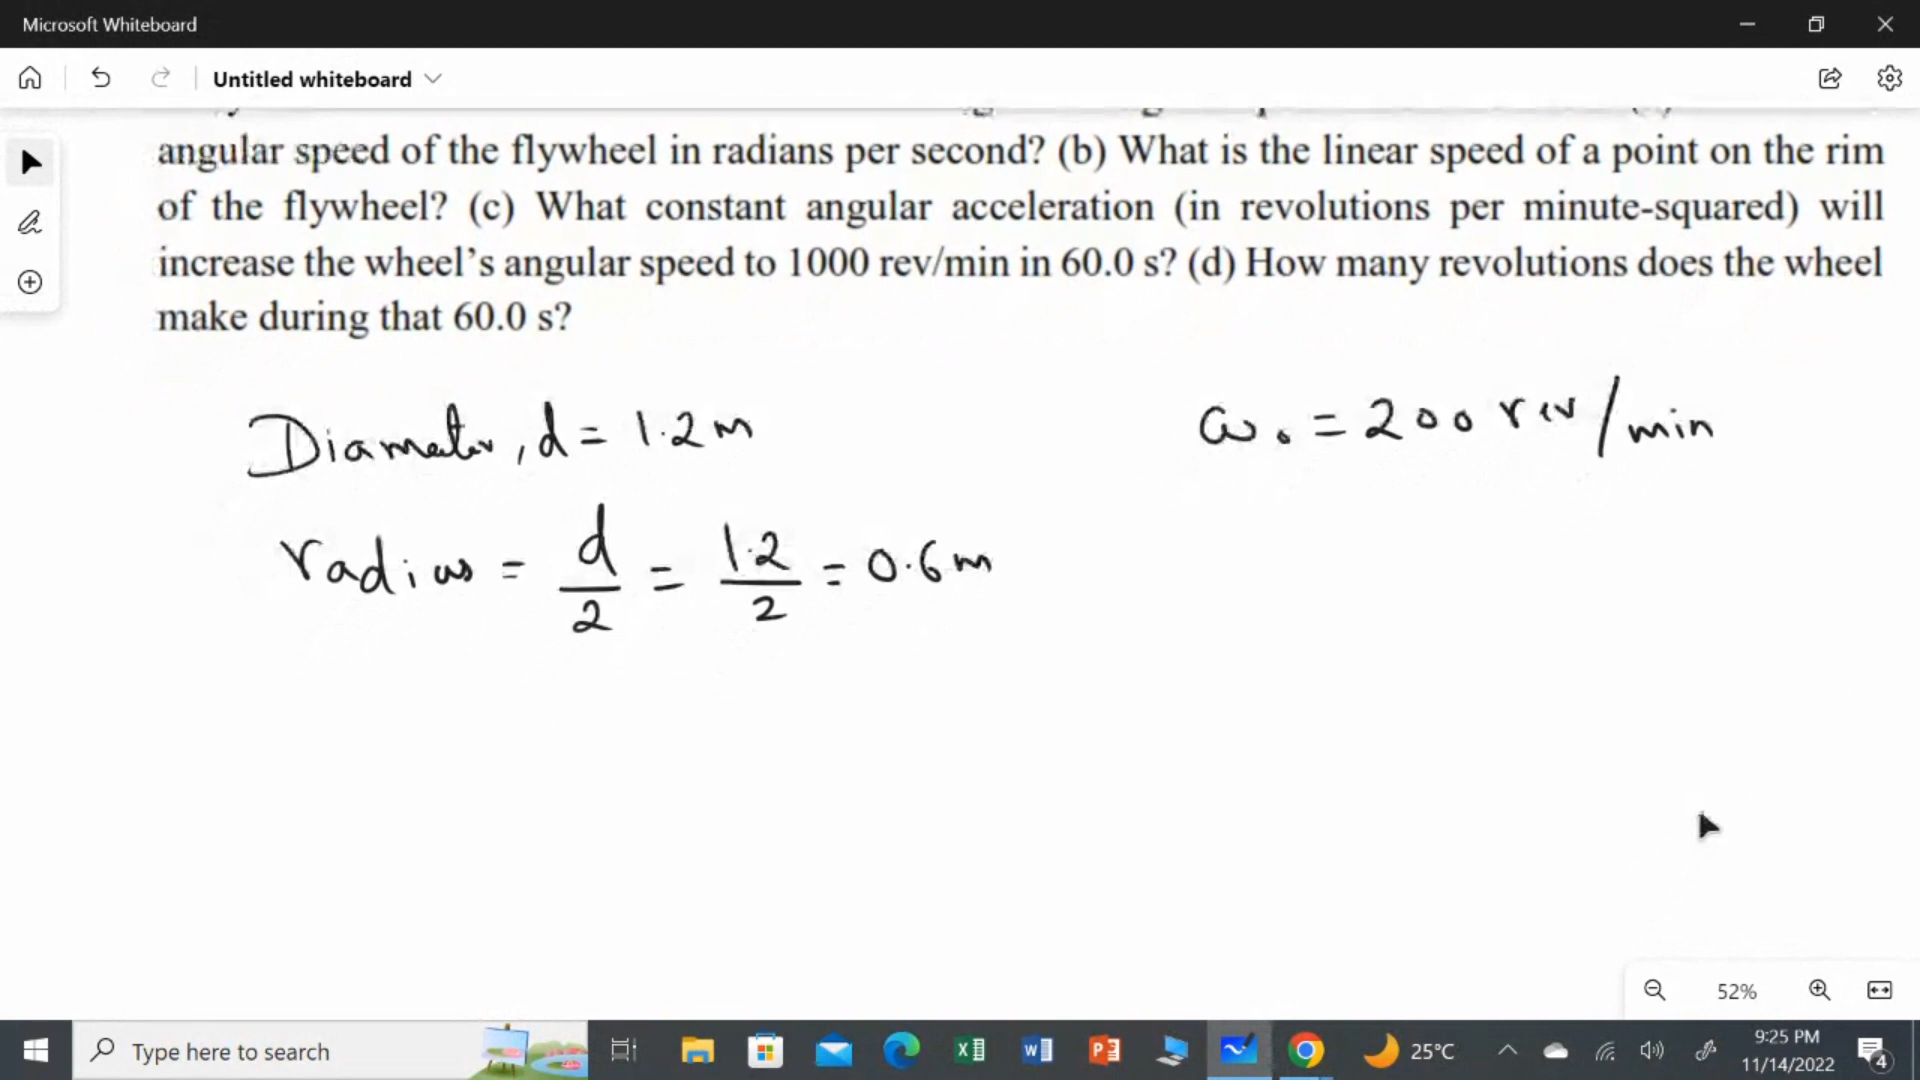 Microsoft Whiteboard
Untitled whiteboard
angular speed of the flywheel in radians per second? (b) What is the linear speed of a point on the rim
of the flywheel? (c) What constant angular acceleration (in revolutions per minute-squared) will
increase the wheel’s angular speed to 1000 rev/min in 60.0 s? (d) How many revolutions does the wheel
make during that 60.0 s?
Diameter, d = 1.2 m
ω₀ = 200 rev/min
radius = d/2 = 1.2/2 = 0.6 m
52%
Type here to search
25°C
9:25 PM
11/14/2022
4